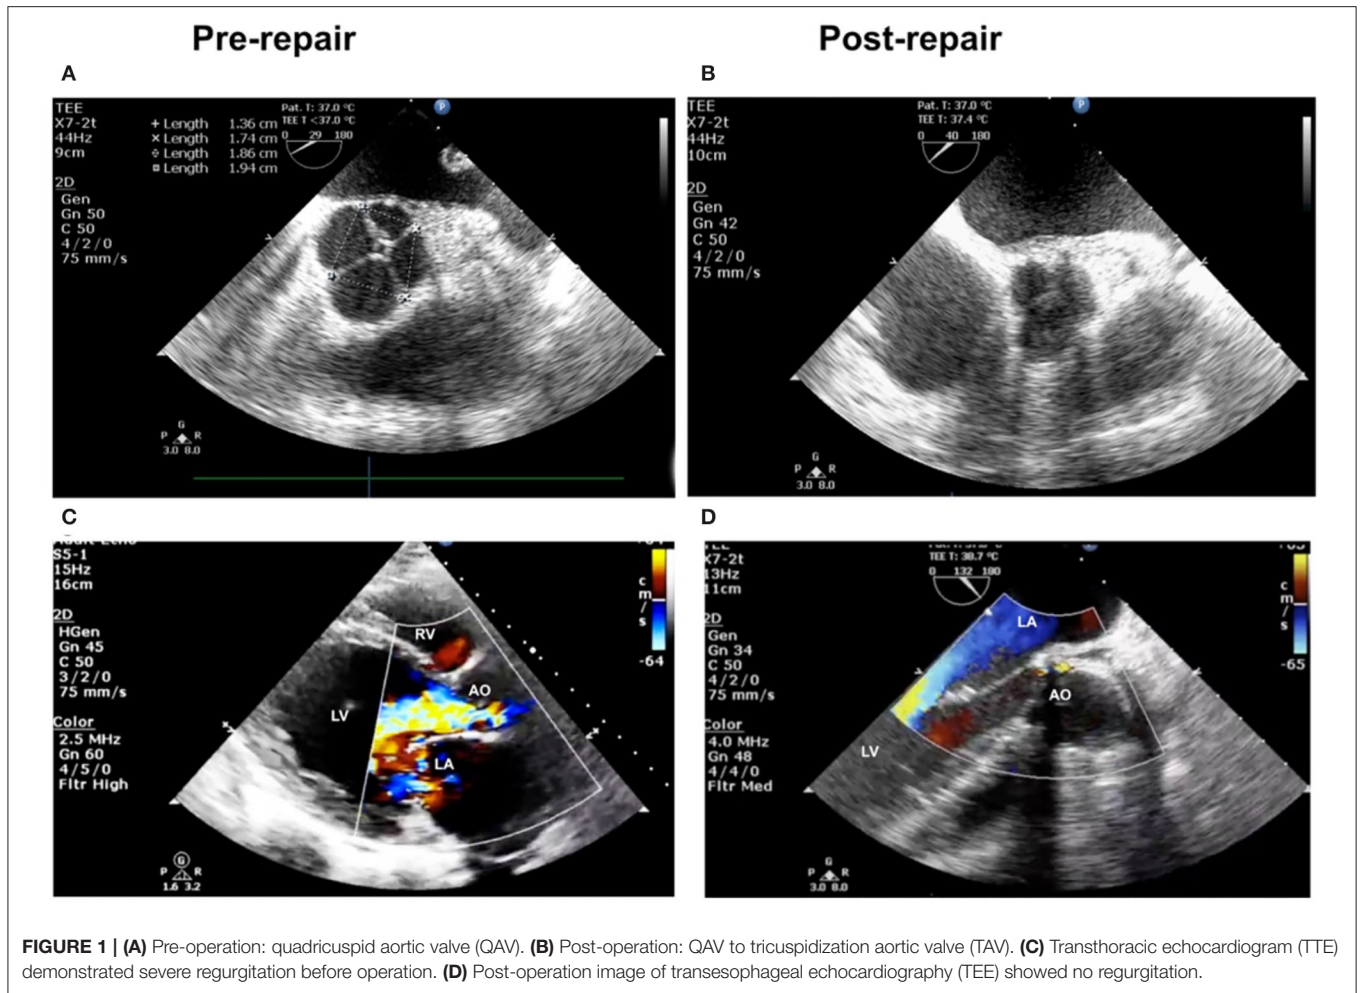 Pre-repair
Post-repair
A
B
TEE
X7-2t
44Hz
9cm
2D
Gen
Gn 50
C 50
4/2/0
75 mm/s
+ Length 1.36 cm
× Length 1.74 cm
Length 1.86 cm
Length 1.94 cm
Pat. T: 37.0 °C
TEE T <37.0 °C
0 29 180
P
G
P R
3.0 8.0
TEE
X7-2t
44Hz
10cm
2D
Gen
Gn 42
C 50
4/2/0
75 mm/s
Pat. T: 37.0 °C
TEE T: 37.4 °C
0 40 180
P
G
P R
3.0 8.0
C
D
S5-1
15Hz
16cm
2D
HGen
Gn 45
C 50
3/2/0
75 mm/s
Color
2.5 MHz
Gn 60
4/5/0
Fltr High
RV
AO
LV
LA
cm/s
-64
G
P R
1.6 3.2
X7-2t
13Hz
11cm
2D
Gen
Gn 34
C 50
4/2/0
75 mm/s
Color
4.0 MHz
Gn 48
4/4/0
Fltr Med
TEE T: 38.7 °C
0 132 180
LA
AO
LV
cm/s
-65
G
P R
3.0 8.0
FIGURE 1 | (A) Pre-operation: quadricuspid aortic valve (QAV). (B) Post-operation: QAV to tricuspidization aortic valve (TAV). (C) Transthoracic echocardiogram (TTE)
demonstrated severe regurgitation before operation. (D) Post-operation image of transesophageal echocardiography (TEE) showed no regurgitation.